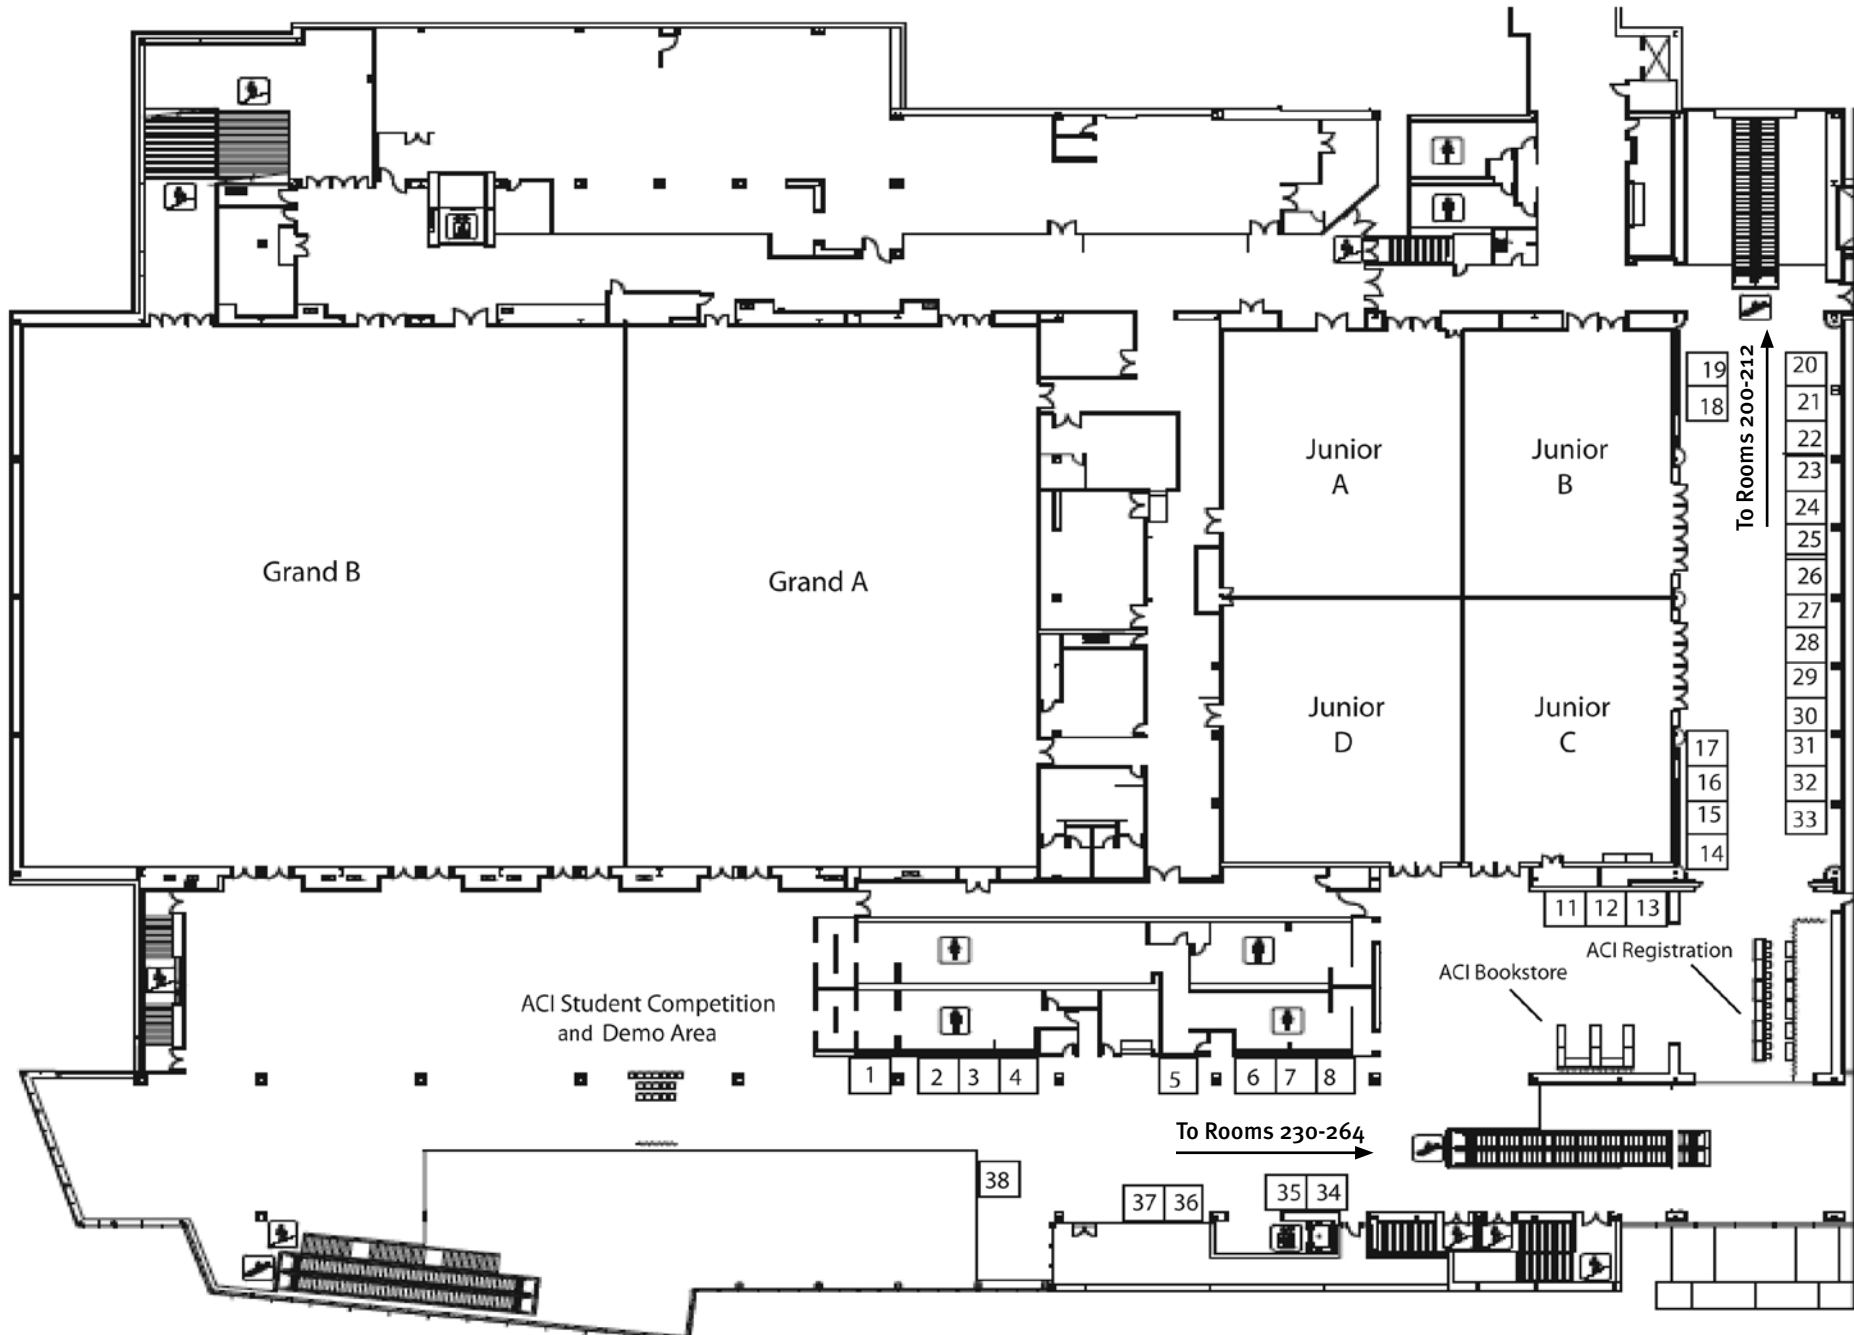 19
20
18
21
To Rooms 200-212
22
23
24
25
26
27
28
29
30
31
32
33
17
16
15
14
Junior
A
Junior
B
Grand B
Grand A
Junior
D
Junior
C
11 12 13
ACI Registration
ACI Bookstore
ACI Student Competition
and Demo Area
1 2 3 4 5 6 7 8
To Rooms 230-264
38
37 36 35 34